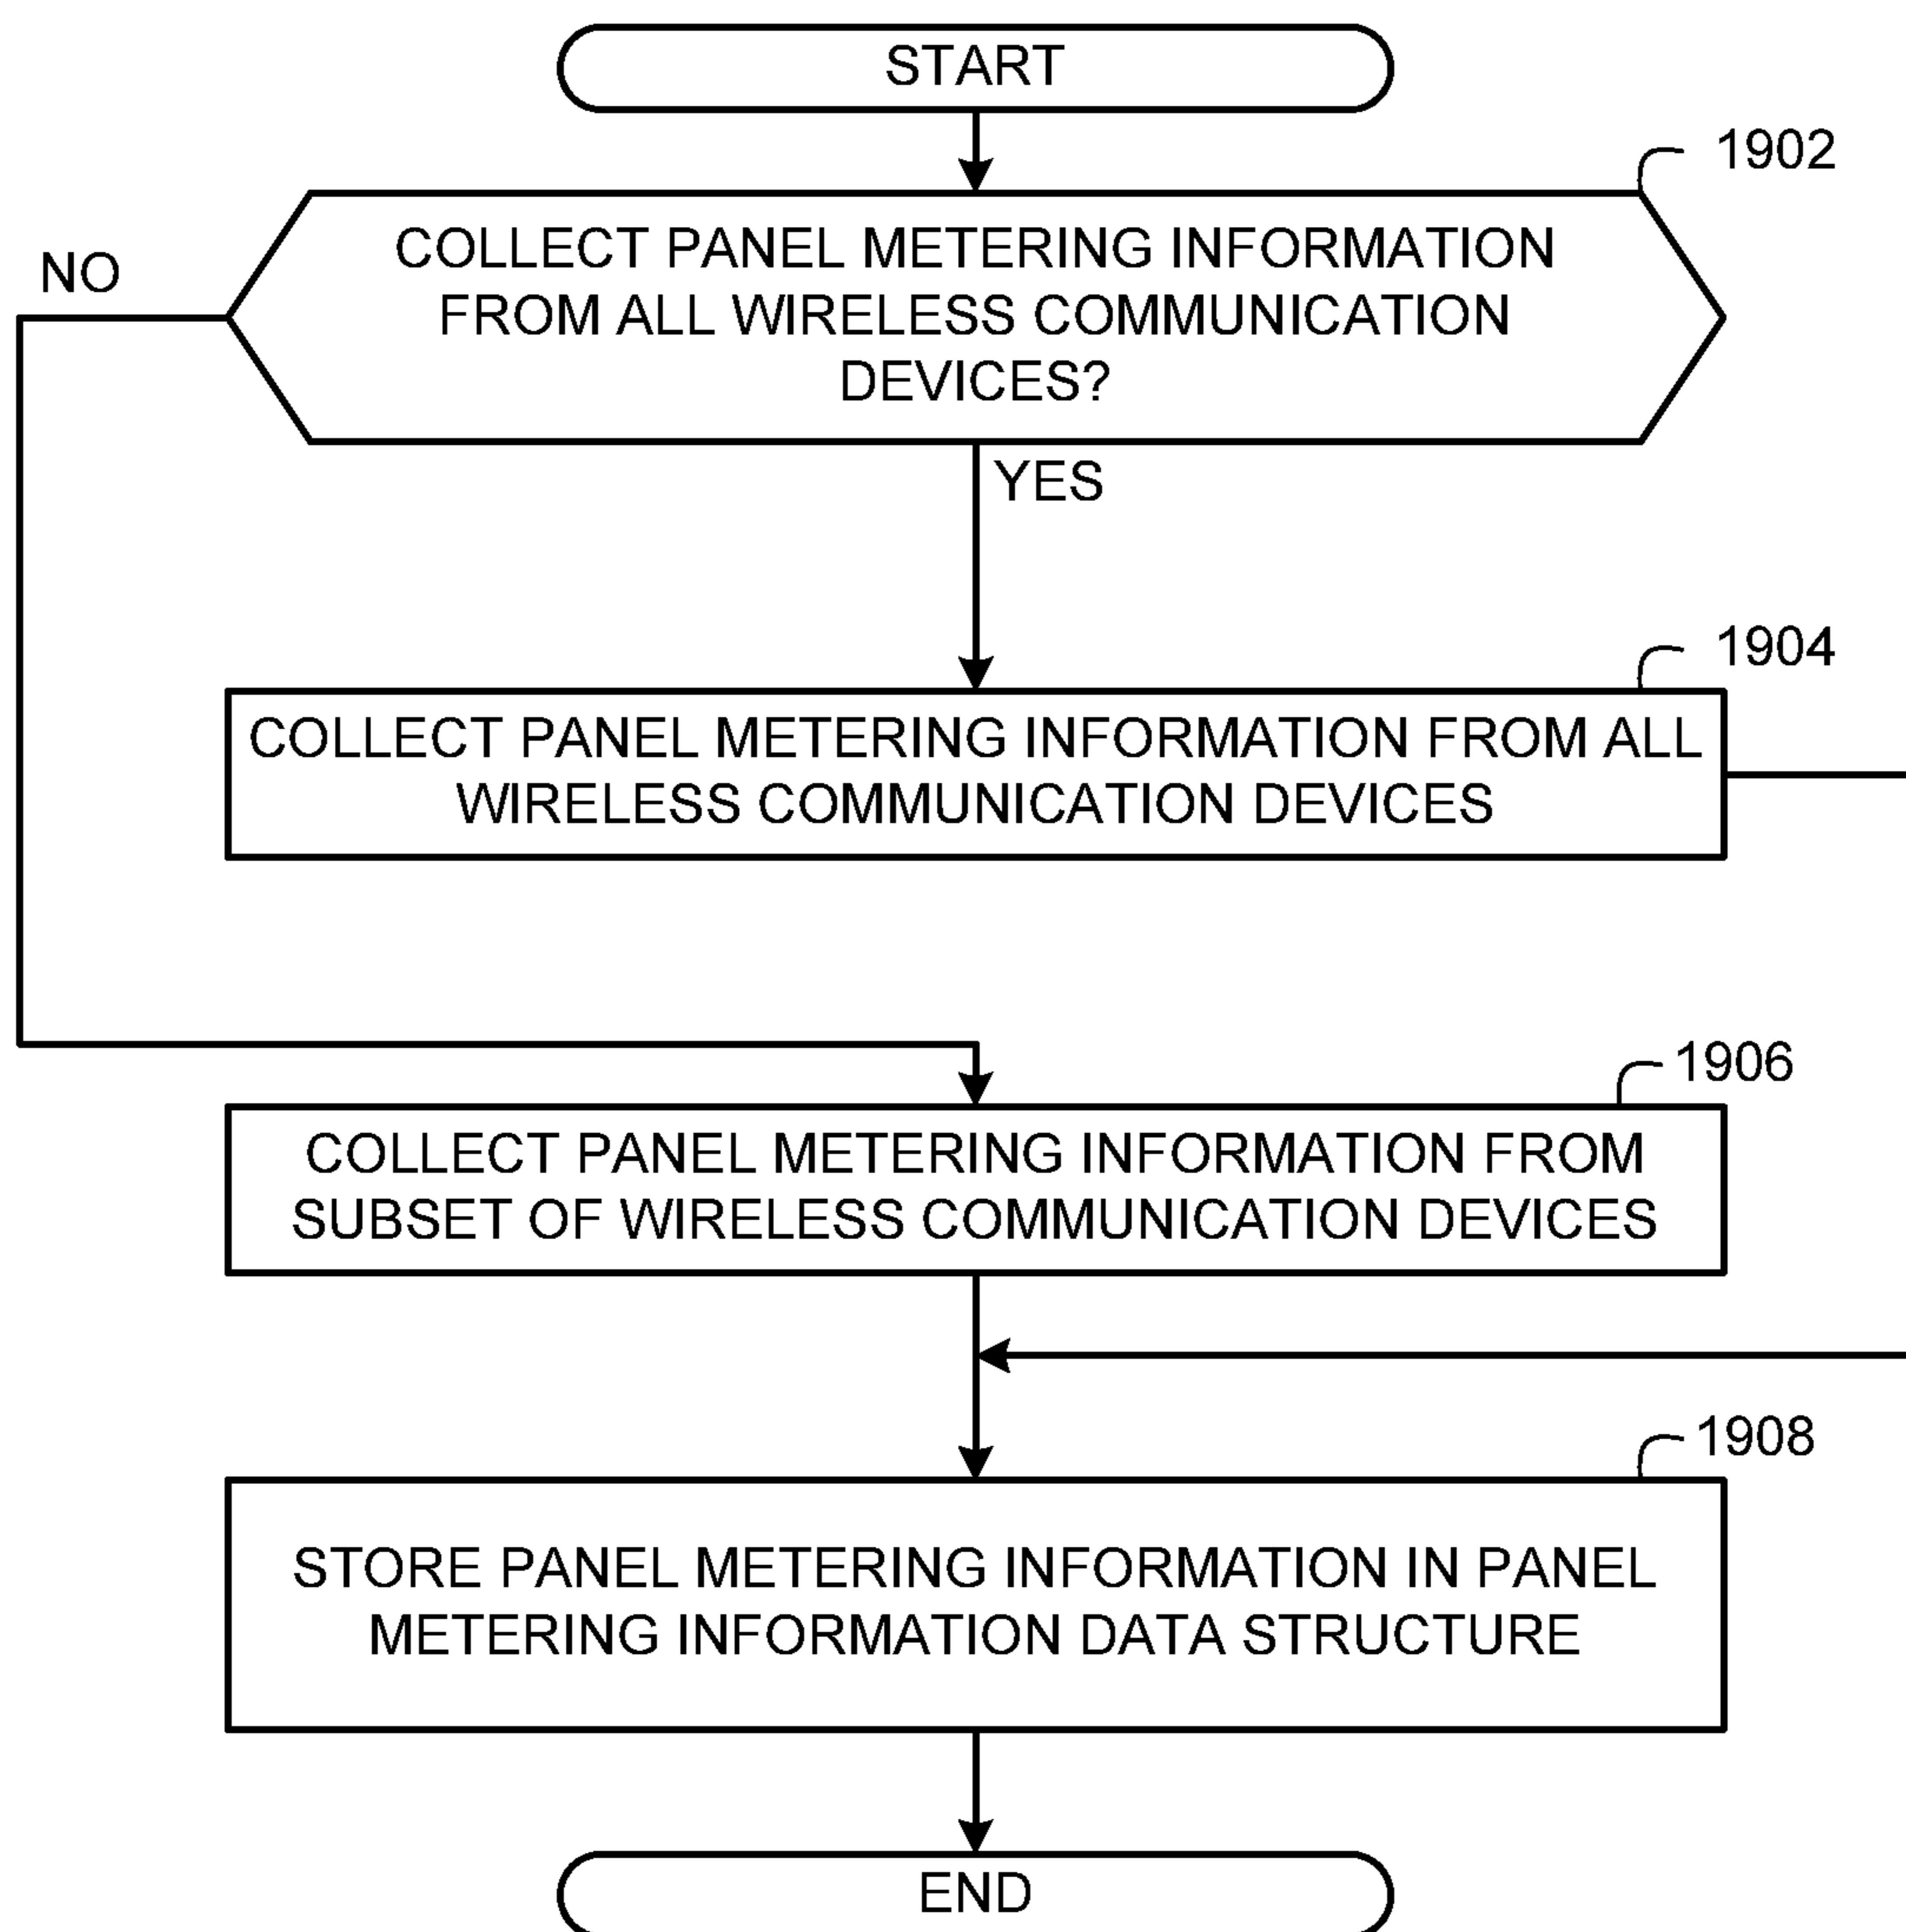 START
1902
COLLECT PANEL METERING INFORMATION
FROM ALL WIRELESS COMMUNICATION
DEVICES?
NO
YES
1904
COLLECT PANEL METERING INFORMATION FROM ALL
WIRELESS COMMUNICATION DEVICES
1906
COLLECT PANEL METERING INFORMATION FROM
SUBSET OF WIRELESS COMMUNICATION DEVICES
1908
STORE PANEL METERING INFORMATION IN PANEL
METERING INFORMATION DATA STRUCTURE
END